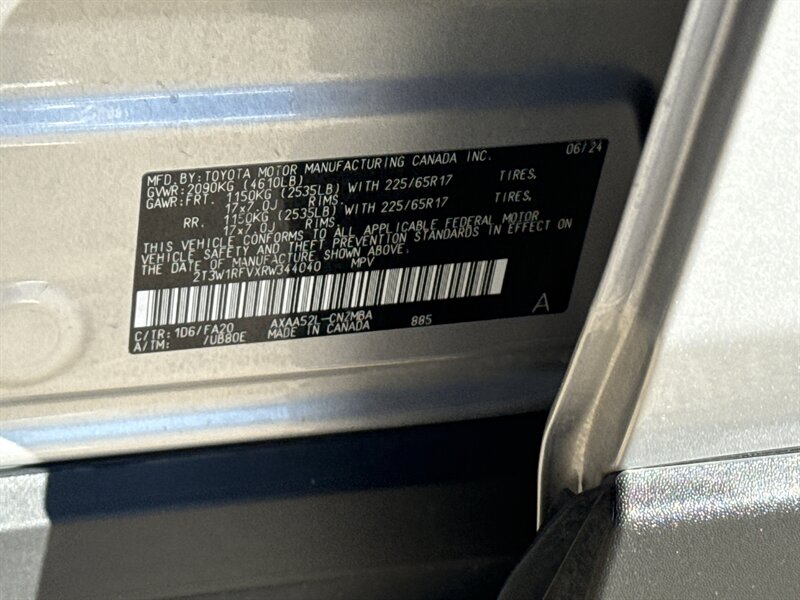 MFD. BY: TOYOTA MOTOR MANUFACTURING CANADA INC. 06/24
GVWR: 2090KG (4610LB)
GAWR: FRT. 1150KG (2535LB) WITH 225/65R17 TIRES,
17x7.0J RIMS.
RR. 1150KG (2535LB) WITH 225/65R17 TIRES,
17x7.0J RIMS.
THIS VEHICLE CONFORMS TO ALL APPLICABLE FEDERAL MOTOR
VEHICLE SAFETY AND THEFT PREVENTION STANDARDS IN EFFECT ON
THE DATE OF MANUFACTURE SHOWN ABOVE.
2T3W1RFVXRW344040 MPV
C/TR: 1D6/FA20 AXAA52L-CNZMBA 885 A
A/TM: /UB80E MADE IN CANADA